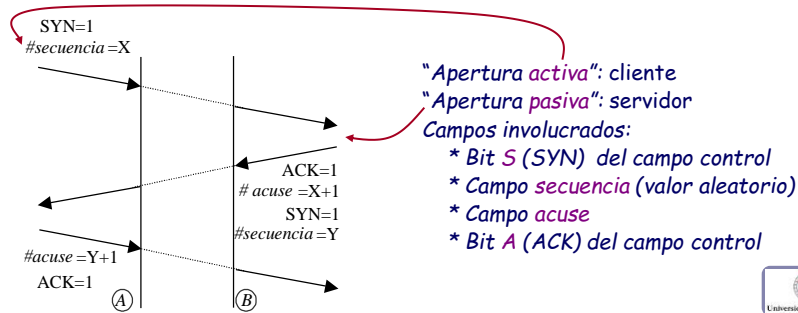 SYN=1
#secuencia=X
"Apertura activa": cliente
"Apertura pasiva": servidor
Campos involucrados:
* Bit S (SYN) del campo control
* Campo secuencia (valor aleatorio)
* Campo acuse
* Bit A (ACK) del campo control
ACK=1
# acuse =X+1
SYN=1
#secuencia=Y
#acuse=Y+1
ACK=1
A
B